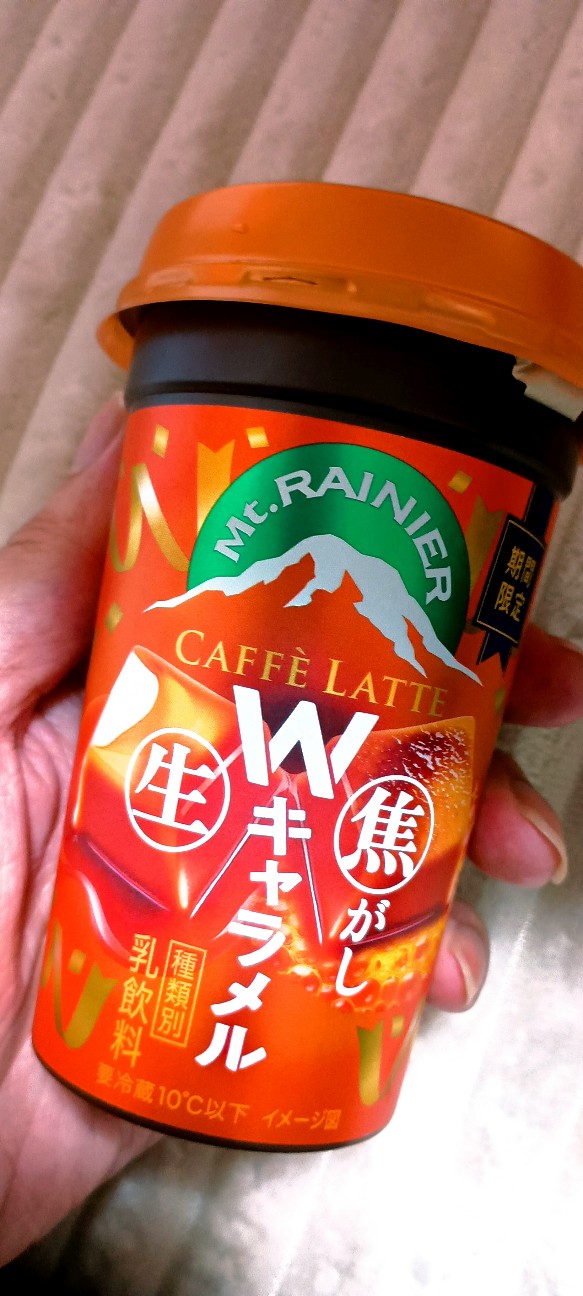 Mt. RAINIER
期間
限定
CAFFÈ LATTE
W
キャラメル
生
焦がし
種類別
乳飲料
要冷蔵10℃以下 イメージ図